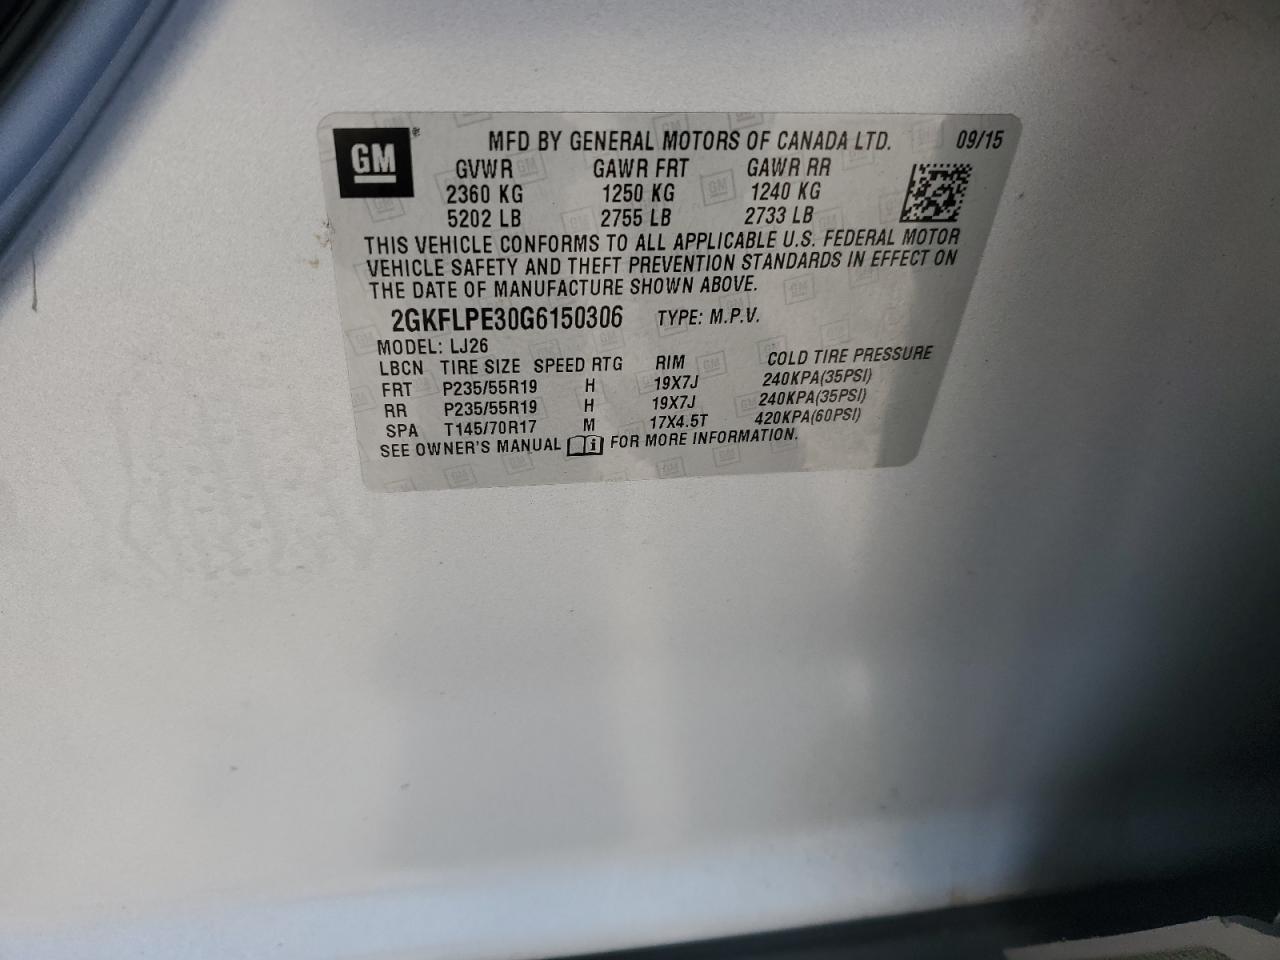 GM MFD BY GENERAL MOTORS OF CANADA LTD. 09/15
GVWR GAWR FRT GAWR RR
2360 KG 1250 KG 1240 KG
5202 LB 2755 LB 2733 LB
THIS VEHICLE CONFORMS TO ALL APPLICABLE U.S. FEDERAL MOTOR
VEHICLE SAFETY AND THEFT PREVENTION STANDARDS IN EFFECT ON
THE DATE OF MANUFACTURE SHOWN ABOVE.
2GKFLPE30G6150306 TYPE: M.P.V.
MODEL: LJ26
LBCN TIRE SIZE SPEED RTG RIM COLD TIRE PRESSURE
FRT P235/55R19 H 19X7J 240KPA(35PSI)
RR P235/55R19 H 19X7J 240KPA(35PSI)
SPA T145/70R17 M 17X4.5T 420KPA(60PSI)
SEE OWNER'S MANUAL i FOR MORE INFORMATION.